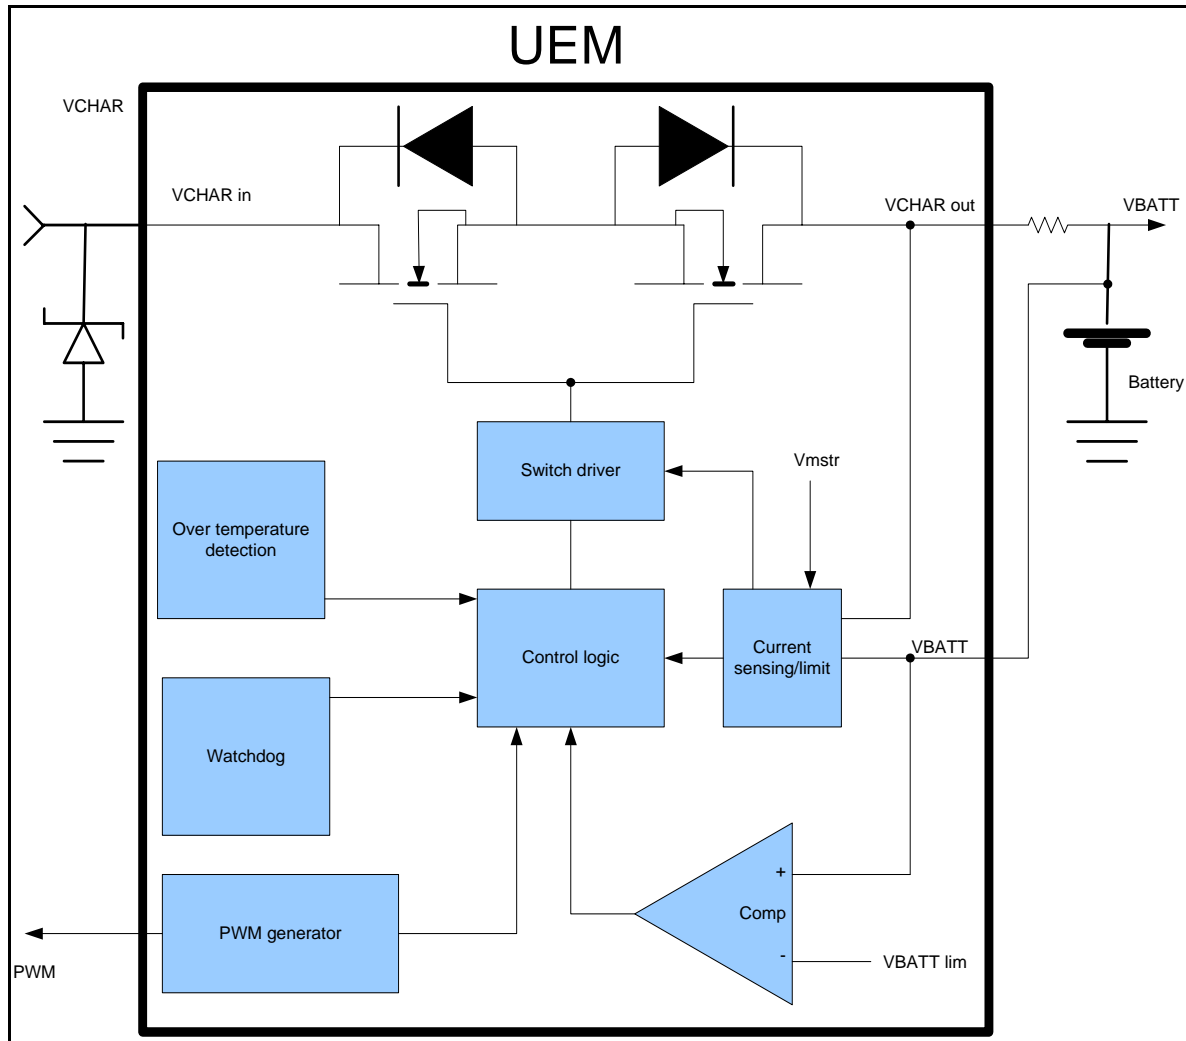 UEM
VCHAR
VCHAR in
VCHAR out
VBATT
Battery
Switch driver
Vmstr
Over temperature
detection
Control logic
Current
sensing/limit
VBATT
Watchdog
+
Comp
-
PWM generator
VBATT lim
PWM